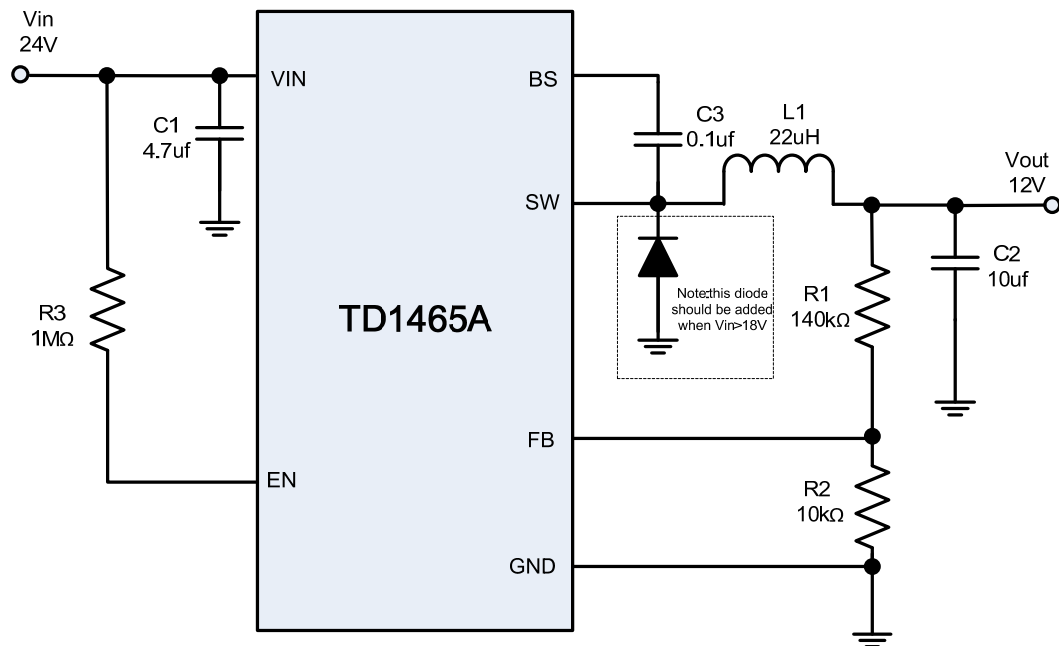 Vin
24V
VIN
BS
C1
4.7uf
C3
0.1uf
L1
22uH
Vout
12V
SW
C2
10uf
R3
1MΩ
TD1465A
Note:this diode
should be added
when Vin>18V
R1
140kΩ
FB
EN
R2
10kΩ
GND